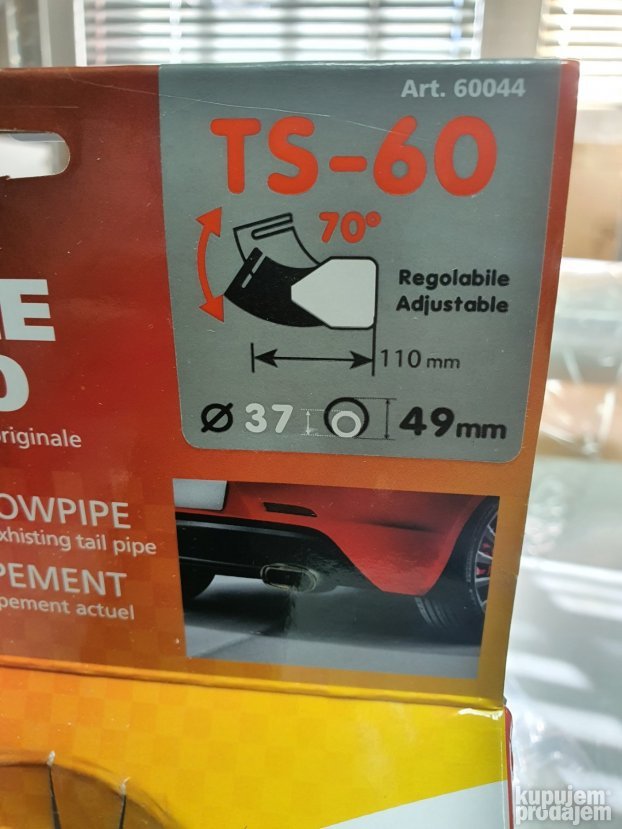 Art. 60044
TS-60
70°
Regolabile
Adjustable
110 mm
Ø 37 49mm
originale
OWPIPE
xhisting tail pipe
PEMENT
pement actuel
kupujem
prodajem